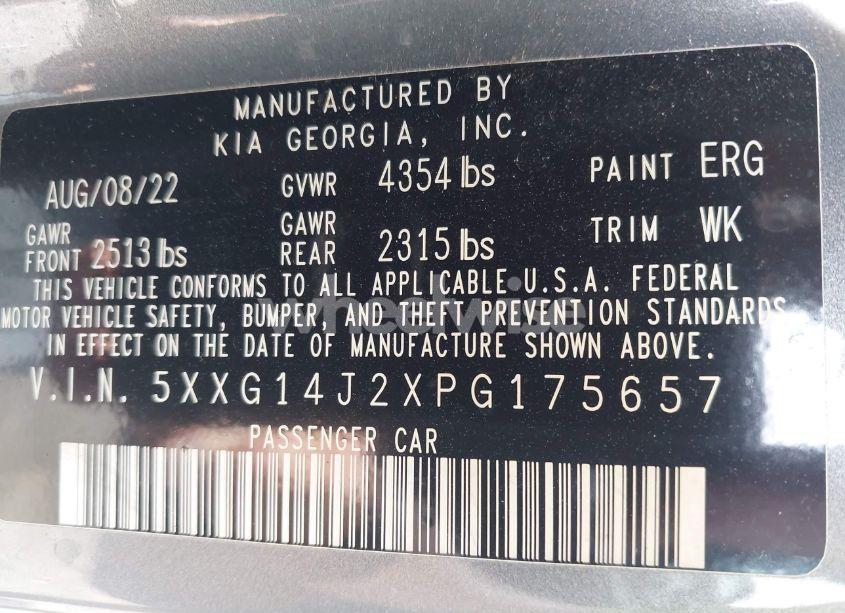 MANUFACTURED BY
KIA GEORGIA, INC.
AUG/08/22 GVWR 4354 lbs PAINT ERG
GAWR FRONT 2513 lbs GAWR REAR 2315 lbs TRIM WK
THIS VEHICLE CONFORMS TO ALL APPLICABLE U.S.A. FEDERAL
MOTOR VEHICLE SAFETY, BUMPER, AND THEFT PREVENTION STANDARDS
IN EFFECT ON THE DATE OF MANUFACTURE SHOWN ABOVE.
V.I.N. 5XXG14J2XPG175657
PASSENGER CAR
wheelwise